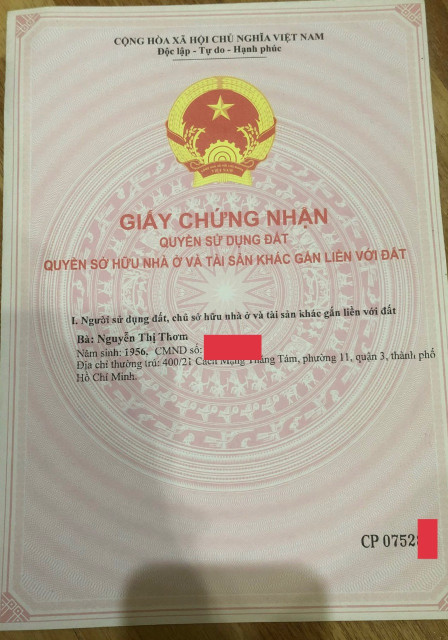 CỘNG HÒA XÃ HỘI CHỦ NGHĨA VIỆT NAM
Độc lập - Tự do - Hạnh phúc
VIỆT NAM
GIẤY CHỨNG NHẬN
QUYỀN SỬ DỤNG ĐẤT
QUYỀN SỞ HỮU NHÀ Ở VÀ TÀI SẢN KHÁC GẮN LIỀN VỚI ĐẤT
I. Người sử dụng đất, chủ sở hữu nhà ở và tài sản khác gắn liền với đất
Bà: Nguyễn Thị Thơm
Năm sinh: 1956, CMND số:
Địa chỉ thường trú: 400/21 Cách Mạng Tháng Tám, phường 11, quận 3, thành phố
Hồ Chí Minh.
CP 0752